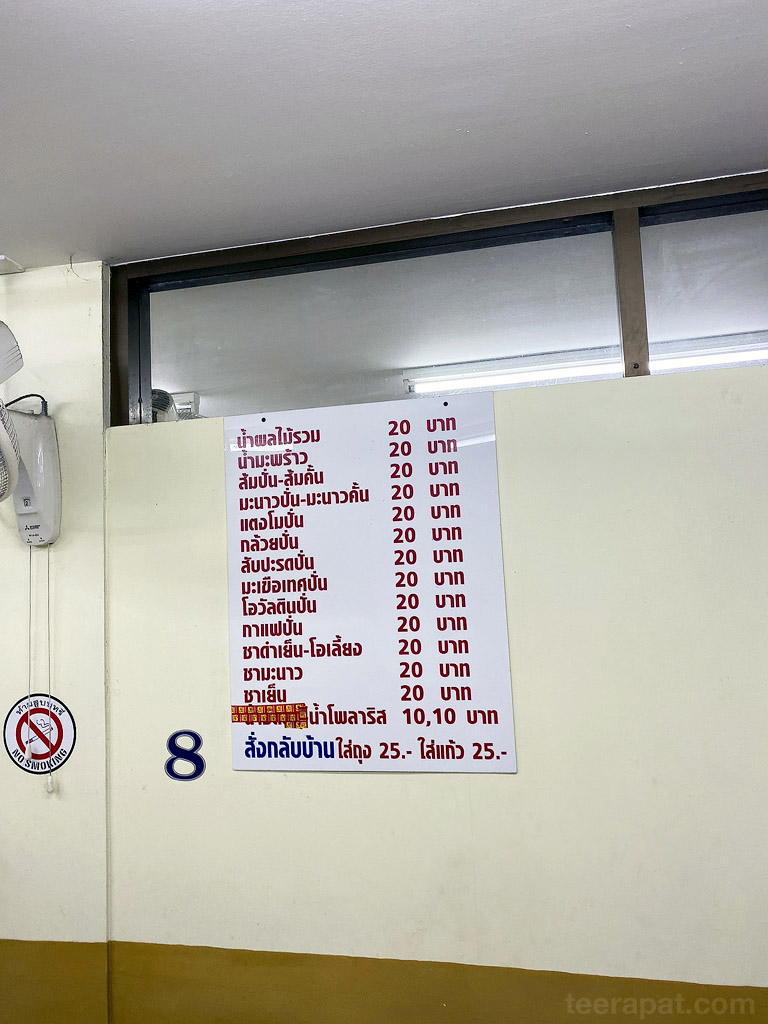 น้ำผลไม้รวม 20 บาท
น้ำมะพร้าว 20 บาท
ส้มปั่น-ส้มคั้น 20 บาท
มะนาวปั่น-มะนาวคั้น 20 บาท
แตงโมปั่น 20 บาท
กล้วยปั่น 20 บาท
สับปะรดปั่น 20 บาท
มะเขือเทศปั่น 20 บาท
โอวัลตินปั่น 20 บาท
กาแฟปั่น 20 บาท
ชาดำเย็น-โอเลี้ยง 20 บาท
ชามะนาว 20 บาท
ชาเย็น 20 บาท
น้ำโพลาริส 10,10 บาท
สั่งกลับบ้าน ใส่ถุง 25.- ใส่แก้ว 25.-
8
ห้ามสูบบุหรี่
NO SMOKING
teerapat.com